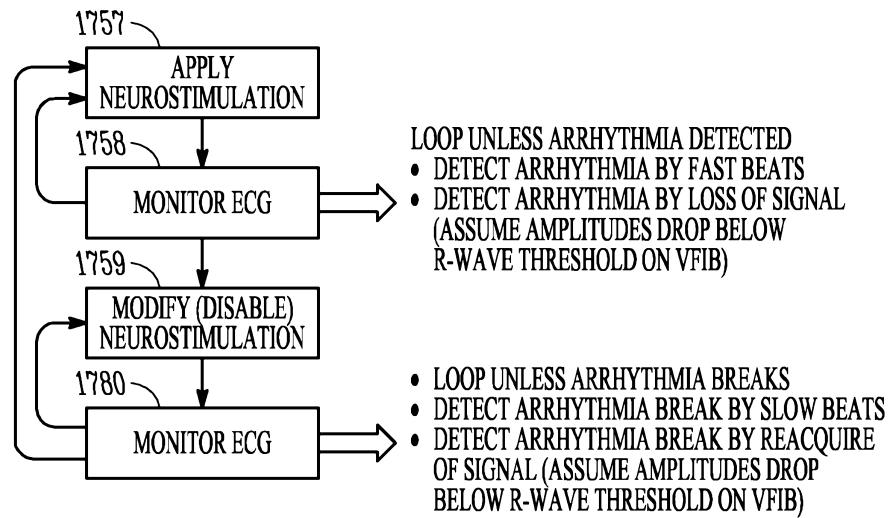 1757
APPLY
NEUROSTIMULATION
1758
MONITOR ECG
LOOP UNLESS ARRHYTHMIA DETECTED
• DETECT ARRHYTHMIA BY FAST BEATS
• DETECT ARRHYTHMIA BY LOSS OF SIGNAL
(ASSUME AMPLITUDES DROP BELOW
R-WAVE THRESHOLD ON VFIB)
1759
MODIFY (DISABLE)
NEUROSTIMULATION
1780
MONITOR ECG
• LOOP UNLESS ARRHYTHMIA BREAKS
• DETECT ARRHYTHMIA BREAK BY SLOW BEATS
• DETECT ARRHYTHMIA BREAK BY REACQUIRE
OF SIGNAL (ASSUME AMPLITUDES DROP
BELOW R-WAVE THRESHOLD ON VFIB)